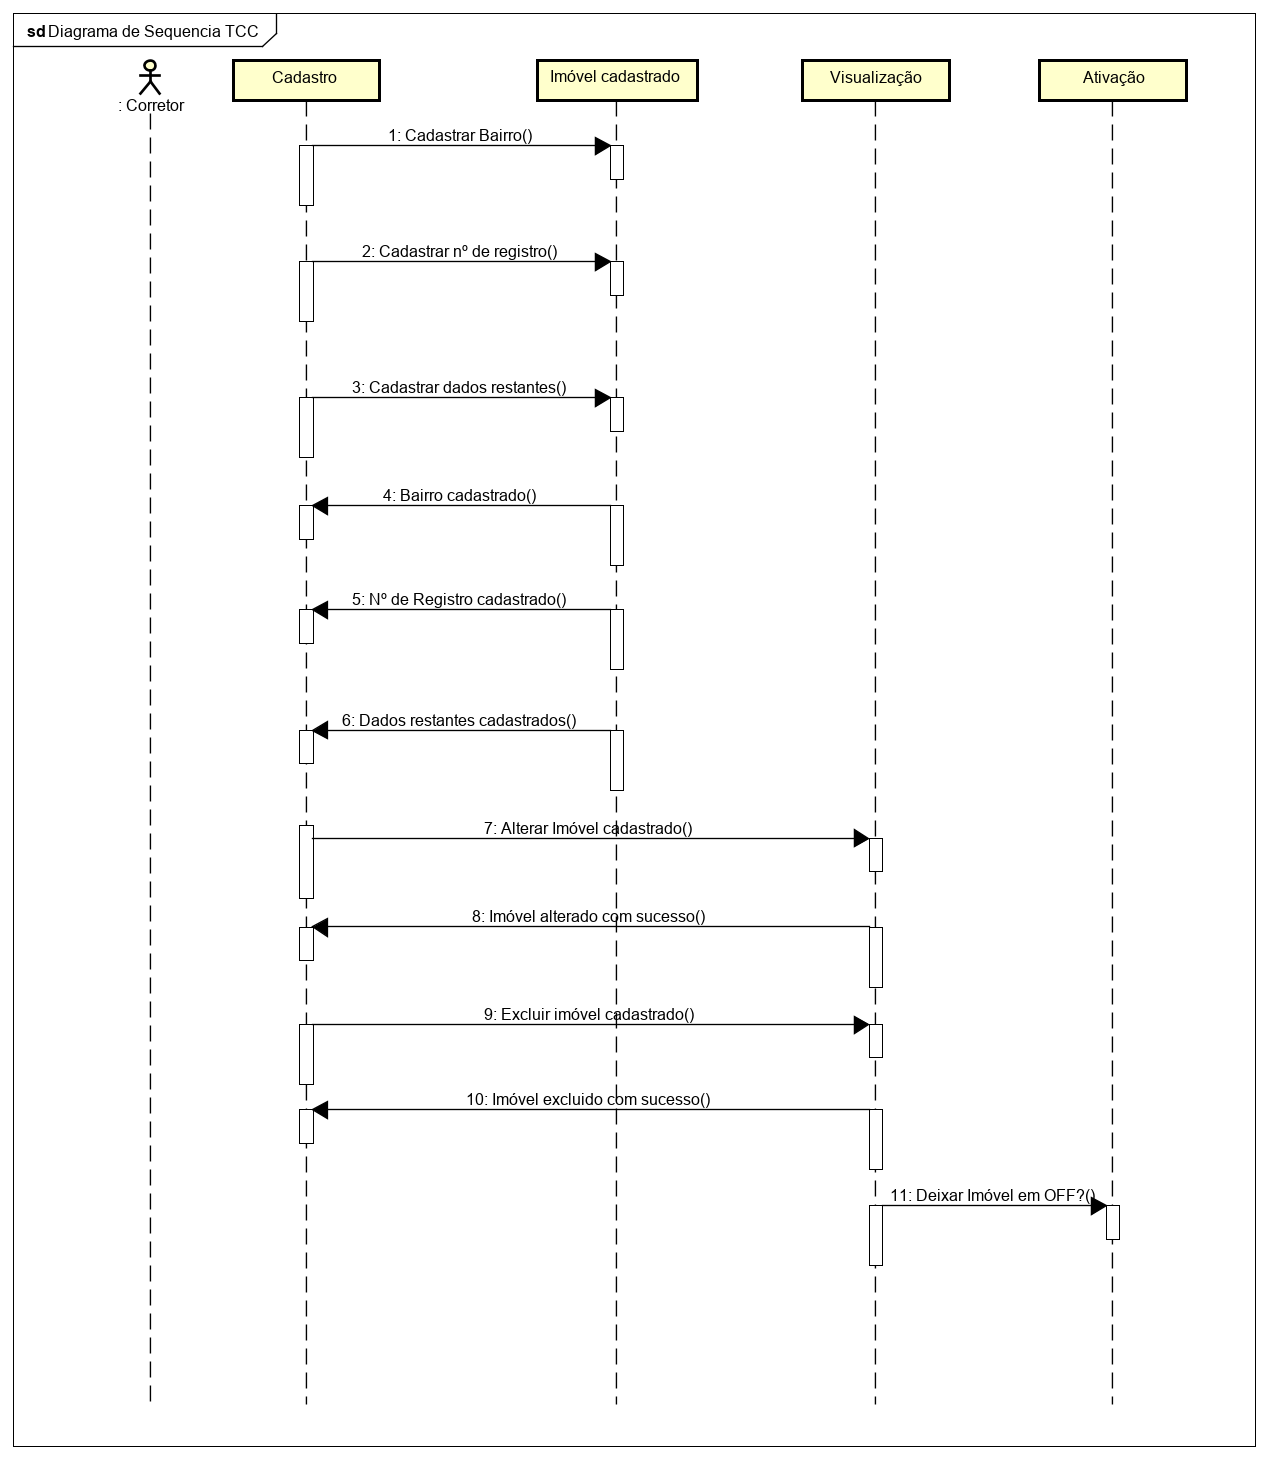 sd Diagrama de Sequencia TCC
: Corretor
Cadastro
Imóvel cadastrado
Visualização
Ativação
1: Cadastrar Bairro()
2: Cadastrar nº de registro()
3: Cadastrar dados restantes()
4: Bairro cadastrado()
5: Nº de Registro cadastrado()
6: Dados restantes cadastrados()
7: Alterar Imóvel cadastrado()
8: Imóvel alterado com sucesso()
9: Excluir imóvel cadastrado()
10: Imóvel excluido com sucesso()
11: Deixar Imóvel em OFF?()